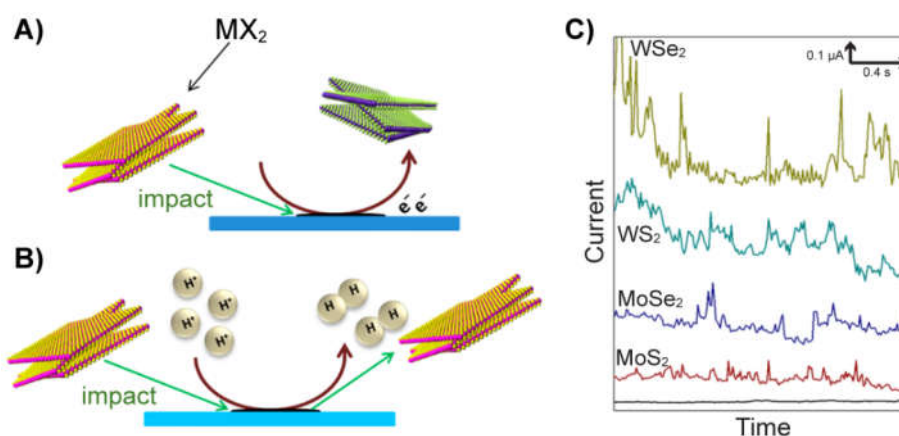 A)
MX₂
impact
e⁻ e⁻
B)
H⁺
H⁺
H⁺
H⁺
H
H
H
H
impact
C)
WSe₂
0.1 μA
0.4 s
WS₂
MoSe₂
MoS₂
Current
Time